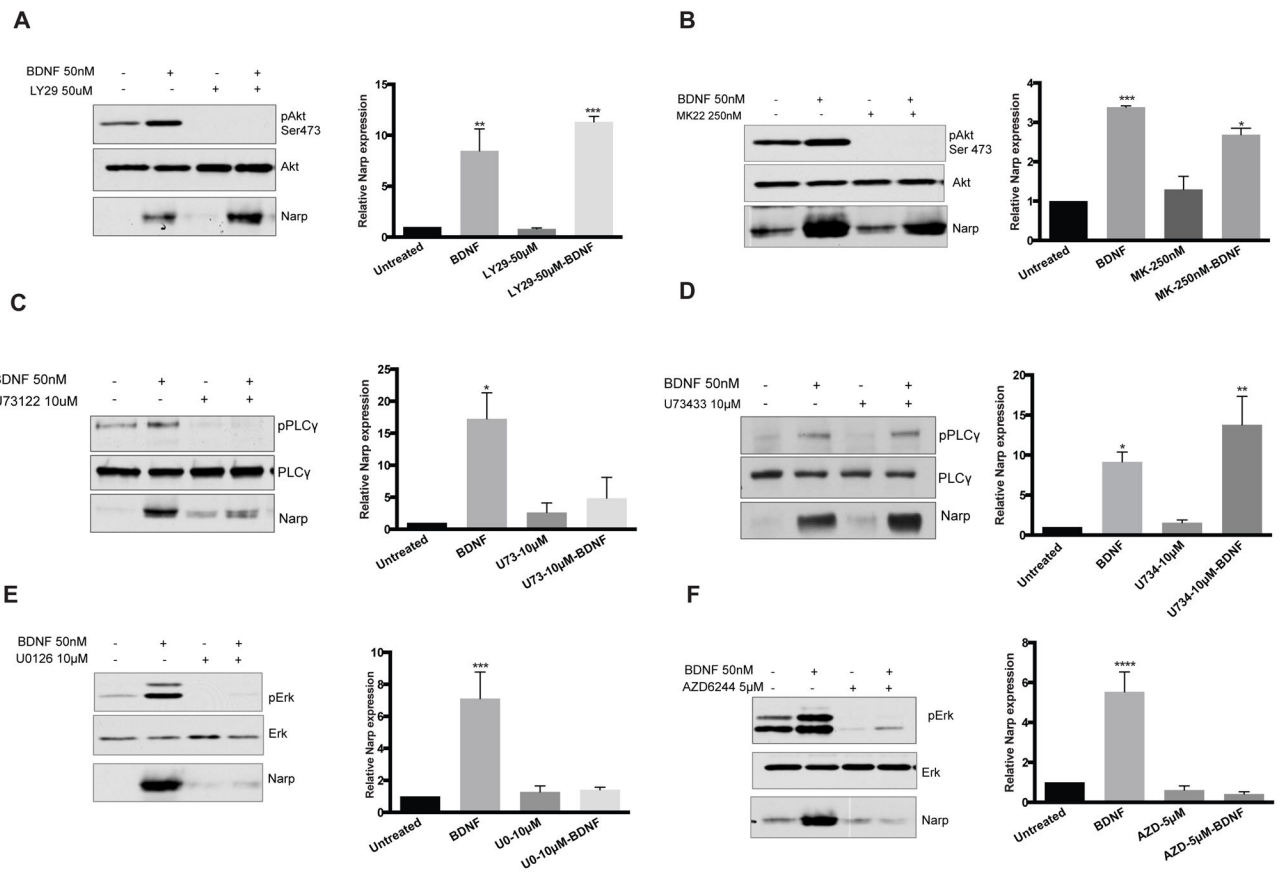 A
BDNF 50nM - + - +
LY29 50uM - - + +
pAkt
Ser473
Akt
Narp
Relative Narp expression
15
10
5
0
Untreated
BDNF
LY29-50µM
LY29-50µM-BDNF
**
***
B
BDNF 50nM - + - +
MK22 250nM - - + +
pAkt
Ser 473
Akt
Narp
Relative Narp expression
4
3
2
1
0
Untreated
BDNF
MK-250nM
MK-250nM-BDNF
***
*
C
BDNF 50nM - + - +
U73122 10uM - - + +
pPLCγ
PLCγ
Narp
Relative Narp expression
25
20
15
10
5
0
Untreated
BDNF
U73-10µM
U73-10µM-BDNF
*
D
BDNF 50nM - + - +
U73433 10µM - - + +
pPLCγ
PLCγ
Narp
Relative Narp expression
20
15
10
5
0
Untreated
BDNF
U734-10µM
U734-10µM-BDNF
*
**
E
BDNF 50nM - + - +
U0126 10µM - - + +
pErk
Erk
Narp
Relative Narp expression
10
8
6
4
2
0
Untreated
BDNF
U0-10µM
U0-10µM-BDNF
***
F
BDNF 50nM - + - +
AZD6244 5µM - - + +
pErk
Erk
Narp
Relative Narp expression
8
6
4
2
0
Untreated
BDNF
AZD-5µM
AZD-5µM-BDNF
****